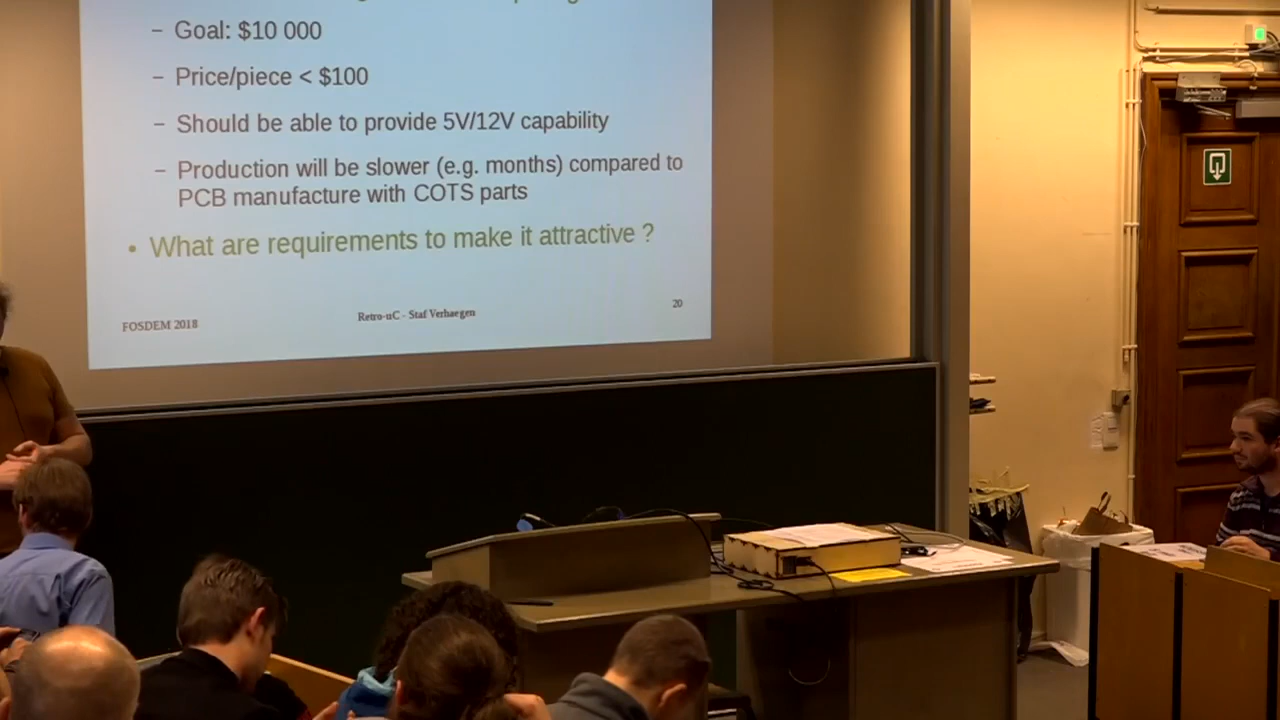 – Goal: $10 000
– Price/piece < $100
– Should be able to provide 5V/12V capability
– Production will be slower (e.g. months) compared to
PCB manufacture with COTS parts
• What are requirements to make it attractive ?
20
FOSDEM 2018
Retro-uC - Staf Verhaegen